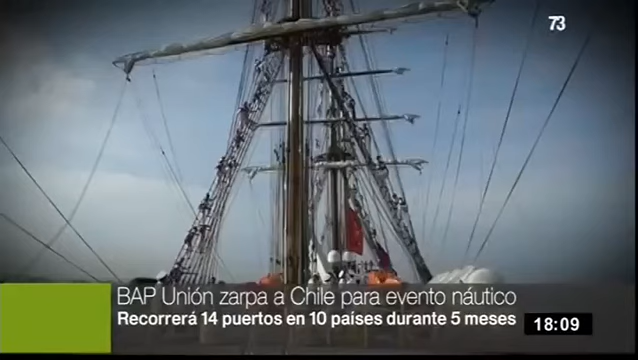 73
BAP Unión zarpa a Chile para evento náutico
Recorrerá 14 puertos en 10 países durante 5 meses
18:09